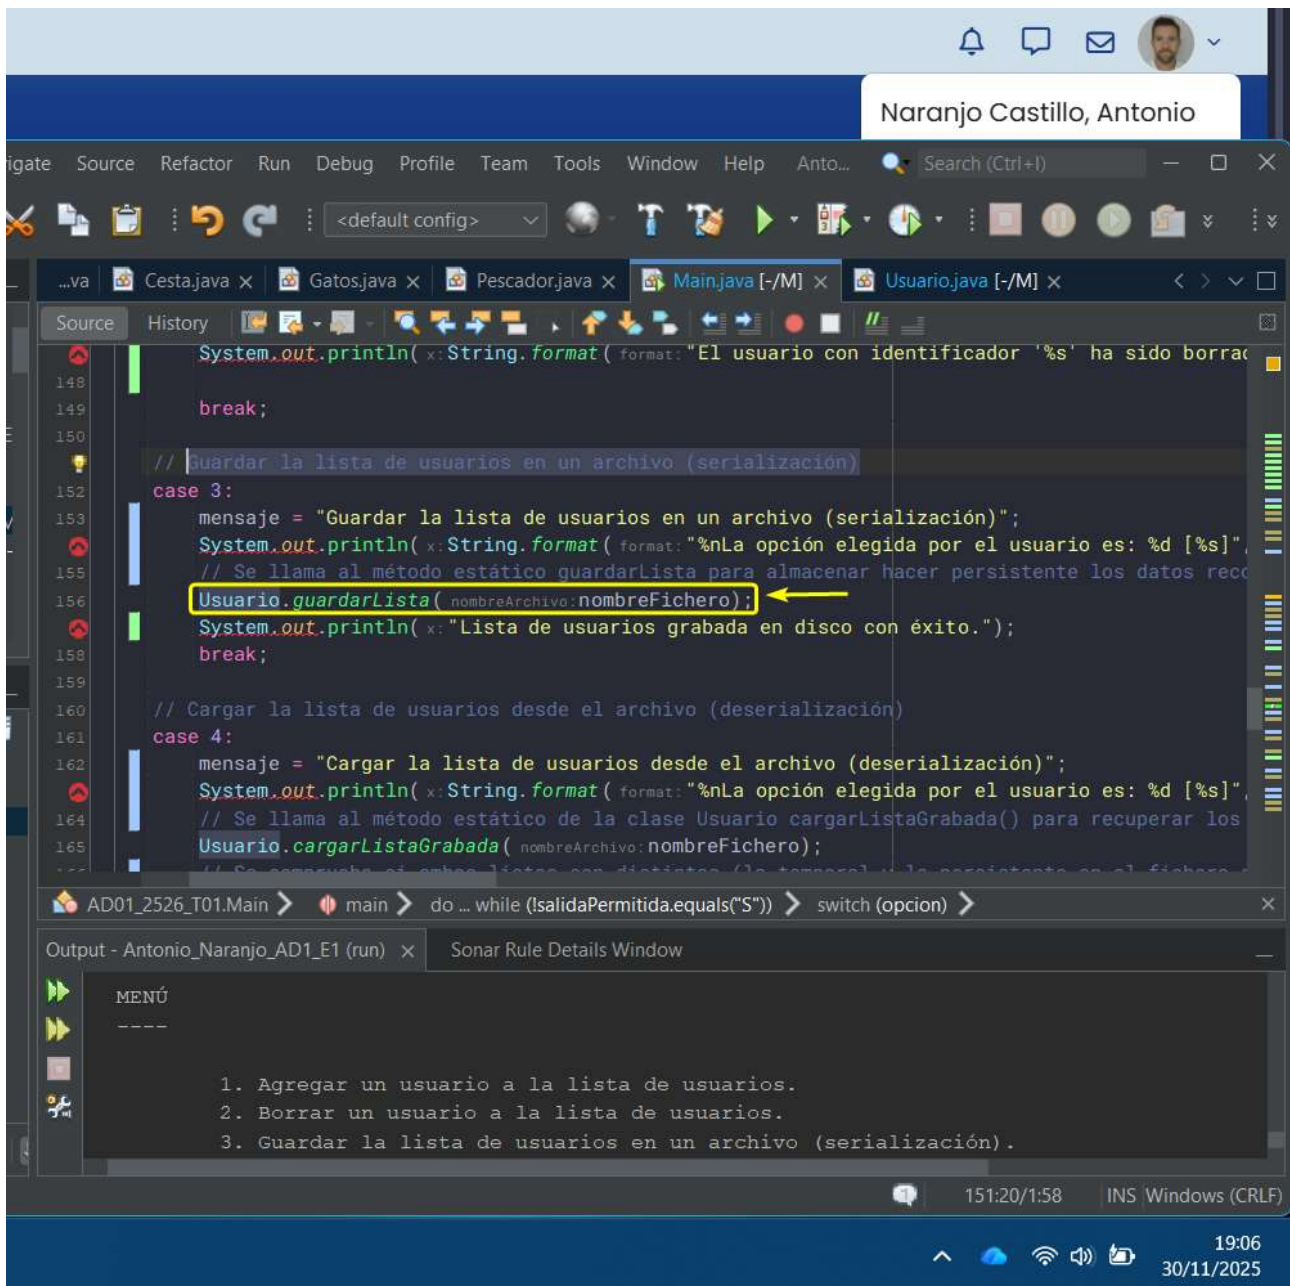 Naranjo Castillo, Antonio
Source Refactor Run Debug Profile Team Tools Window Help Anto... Search (Ctrl+I)
<default config>
...va Cesta.java Gatos.java Pescador.java Main.java [-/M] Usuario.java [-/M]
Source History
System.out.println( x: String.format( format: "El usuario con identificador '%s' ha sido borrad
148
149 break;
150
// Guardar la lista de usuarios en un archivo (serialización)
152 case 3:
153 mensaje = "Guardar la lista de usuarios en un archivo (serialización)";
System.out.println( x: String.format( format: "%nLa opción elegida por el usuario es: %d [%s]",
155 // Se llama al método estático guardarLista para almacenar hacer persistente los datos reco
156 Usuario.guardarLista( nombreArchivo: nombreFichero);
System.out.println( x: "Lista de usuarios grabada en disco con éxito.");
158 break;
159
160 // Cargar la lista de usuarios desde el archivo (deserialización)
161 case 4:
162 mensaje = "Cargar la lista de usuarios desde el archivo (deserialización)";
System.out.println( x: String.format( format: "%nLa opción elegida por el usuario es: %d [%s]",
164 // Se llama al método estático de la clase Usuario cargarListaGrabada() para recuperar los
165 Usuario.cargarListaGrabada( nombreArchivo: nombreFichero);
AD01_2526_T01.Main main do ... while (!salidaPermitida.equals("S")) switch (opcion)
Output - Antonio_Naranjo_AD1_E1 (run) Sonar Rule Details Window
MENÚ
----
1. Agregar un usuario a la lista de usuarios.
2. Borrar un usuario a la lista de usuarios.
3. Guardar la lista de usuarios en un archivo (serialización).
1 151:20/1:58 INS Windows (CRLF)
19:06
30/11/2025